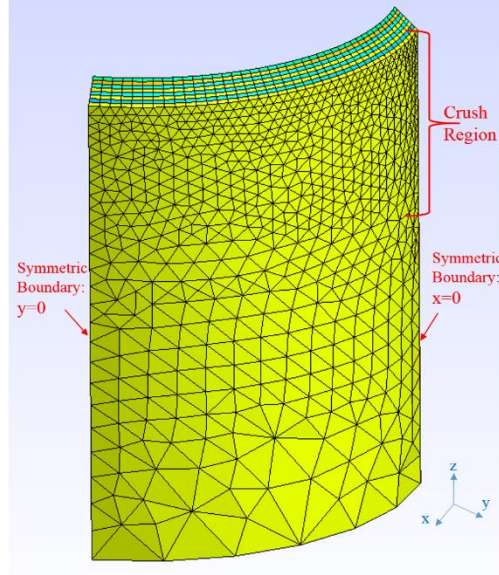 Crush
Region
Symmetric
Boundary:
y=0
Symmetric
Boundary:
x=0
z
y
x